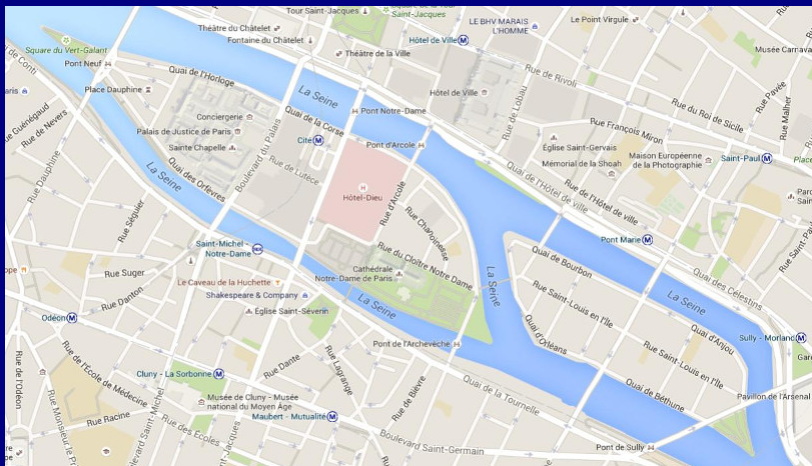 Tour Saint-Jacques
Saint-Jacques
LE BHV MARAIS
L'HOMME
Le Point Virgule
Théâtre du Châtelet
Fontaine du Châtelet
Théâtre de la Ville
Hôtel de Ville
Musée Carnava
Square du Vert-Galant
Pont Neuf
Rue de Conti
Quai de l'Horloge
La Seine
Rue de Rivoli
Place Dauphine
Hôtel de Ville
Rue de Lobau
Rue Pavée
Rue Malher
Rue du Roi de Sicile
Rue Guénégaud
Rue de Nevers
Conciergerie
Palais de Justice de Paris
Sainte Chapelle
Boulevard du Palais
Quai de la Corse
Pont Notre-Dame
Cité
Pont d'Arcole
Rue François Miron
Église Saint-Gervais
Mémorial de la Shoah
Maison Européenne
de la Photographie
Saint-Paul
Rue Dauphine
La Seine
Quai des Orfèvres
Rue de Lutèce
Hôtel-Dieu
Rue d'Arcole
Rue Chanoinesse
Quai de l'Hôtel de ville
Rue de l'Hôtel de ville
Rue Séguier
Saint-Michel -
Notre-Dame
Rue du Cloître Notre Dame
Cathédrale
Notre-Dame de Paris
La Seine
Pont Marie
Quai de Bourbon
Quai des Célestins
Rue Suger
Rue Danton
Le Caveau de la Huchette
Shakespeare & Company
Église Saint-Séverin
La Seine
Rue Saint-Louis en l'Île
La Seine
Odéon
Quai d'Orléans
Quai d'Anjou
Sully - Morland
Rue Saint-Louis en l'Île
Pont de l'Archevêché
Rue Dante
Rue Lagrange
Rue de l'École de Médecine
Cluny - La Sorbonne
Rue de l'Odéon
Rue de Bièvre
Quai de la Tournelle
Quai de Béthune
Pavillon de l'Arsenal
Musée de Cluny - Musée
national du Moyen Âge
Maubert - Mutualité
Rue Racine
Rue des Écoles
Boulevard Saint-Michel
Boulevard Saint-Germain
Pont de Sully